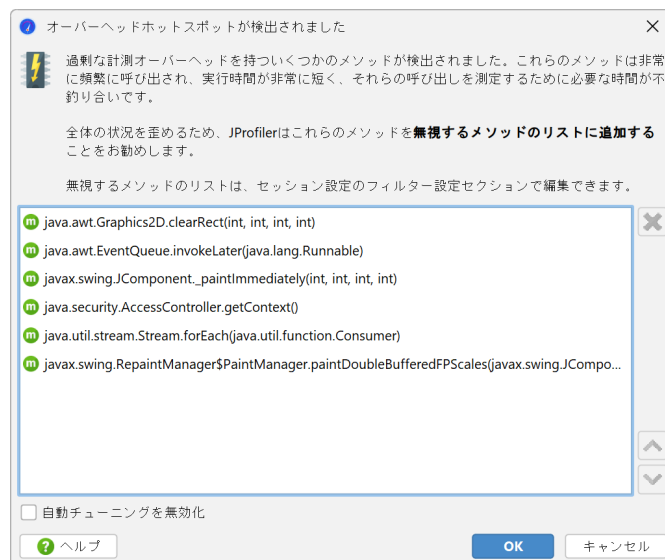 オーバーヘッドホットスポットが検出されました
過剰な計測オーバーヘッドを持ついくつかのメソッドが検出されました。これらのメソッドは非常
に頻繁に呼び出され、実行時間が非常に短く、それらの呼び出しを測定するために必要な時間が不
釣り合いです。
全体の状況を歪めるため、JProfilerはこれらのメソッドを無視するメソッドのリストに追加する
ことをお勧めします。
無視するメソッドのリストは、セッション設定のフィルター設定セクションで編集できます。
m java.awt.Graphics2D.clearRect(int, int, int, int)
m java.awt.EventQueue.invokeLater(java.lang.Runnable)
m javax.swing.JComponent._paintImmediately(int, int, int, int)
m java.security.AccessController.getContext()
m java.util.stream.Stream.forEach(java.util.function.Consumer)
m javax.swing.RepaintManager$PaintManager.paintDoubleBufferedFPScales(javax.swing.JCompo...
自動チューニングを無効化
? ヘルプ
OK
キャンセル